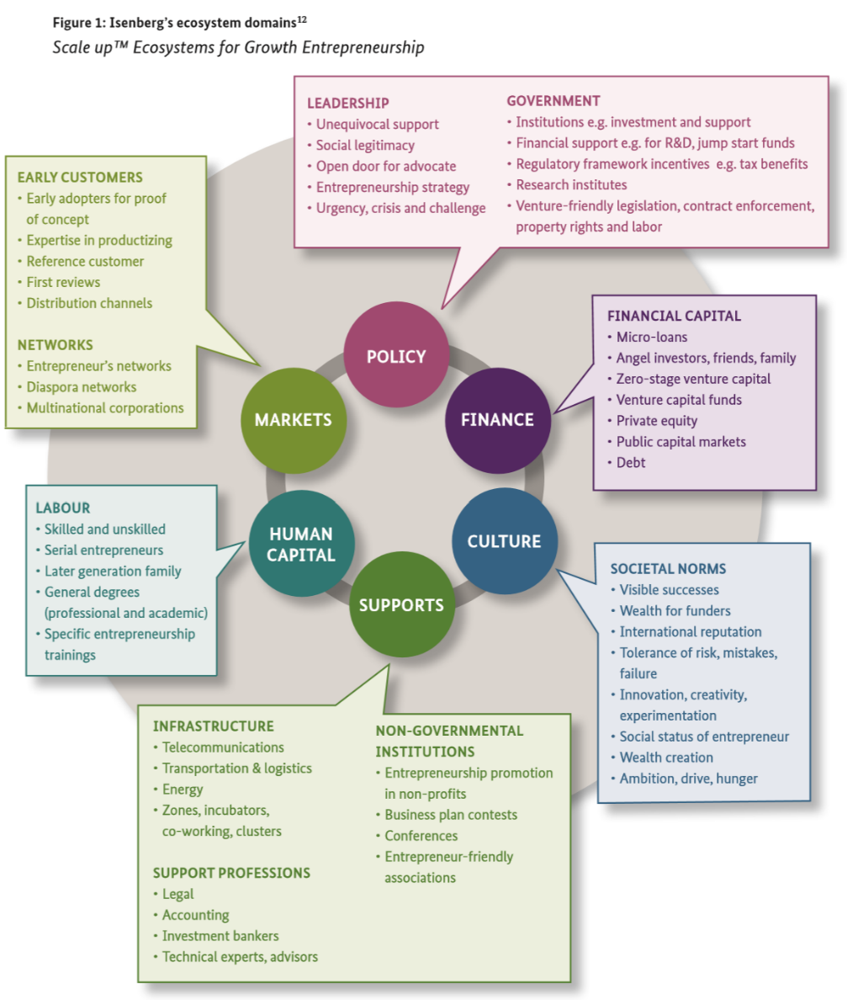 Figure 1: Isenberg's ecosystem domains12
Scale up™ Ecosystems for Growth Entrepreneurship
LEADERSHIP
• Unequivocal support
• Social legitimacy
• Open door for advocate
• Entrepreneurship strategy
• Urgency, crisis and challenge
GOVERNMENT
• Institutions e.g. investment and support
• Financial support e.g. for R&D, jump start funds
• Regulatory framework incentives e.g. tax benefits
• Research institutes
• Venture-friendly legislation, contract enforcement,
property rights and labor
EARLY CUSTOMERS
• Early adopters for proof
of concept
• Expertise in productizing
• Reference customer
• First reviews
• Distribution channels
NETWORKS
• Entrepreneur's networks
• Diaspora networks
• Multinational corporations
FINANCIAL CAPITAL
• Micro-loans
• Angel investors, friends, family
• Zero-stage venture capital
• Venture capital funds
• Private equity
• Public capital markets
• Debt
POLICY
MARKETS
FINANCE
HUMAN
CAPITAL
CULTURE
SUPPORTS
LABOUR
• Skilled and unskilled
• Serial entrepreneurs
• Later generation family
• General degrees
(professional and academic)
• Specific entrepreneurship
trainings
SOCIETAL NORMS
• Visible successes
• Wealth for funders
• International reputation
• Tolerance of risk, mistakes,
failure
• Innovation, creativity,
experimentation
• Social status of entrepreneur
• Wealth creation
• Ambition, drive, hunger
INFRASTRUCTURE
• Telecommunications
• Transportation & logistics
• Energy
• Zones, incubators,
co-working, clusters
SUPPORT PROFESSIONS
• Legal
• Accounting
• Investment bankers
• Technical experts, advisors
NON-GOVERNMENTAL
INSTITUTIONS
• Entrepreneurship promotion
in non-profits
• Business plan contests
• Conferences
• Entrepreneur-friendly
associations